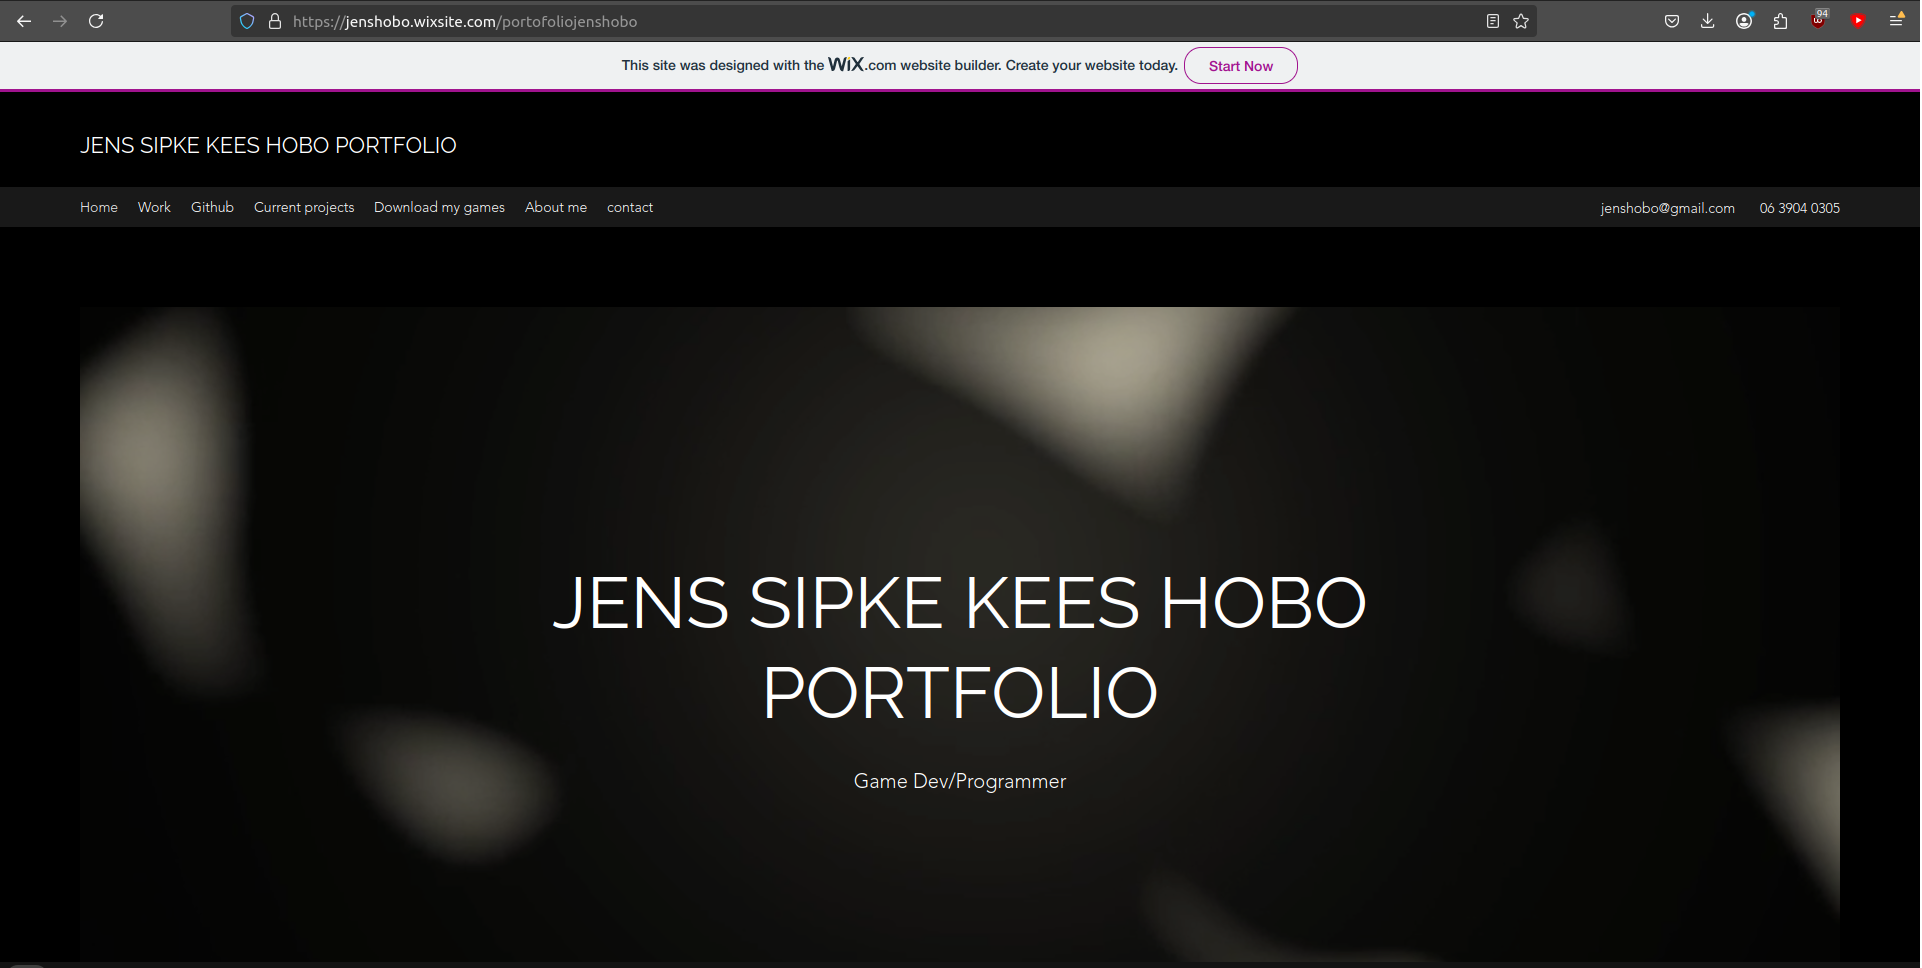 https://jenshobo.wixsite.com/portofoliojenshobo
94
This site was designed with the WiX.com website builder. Create your website today. Start Now
JENS SIPKE KEES HOBO PORTFOLIO
Home Work Github Current projects Download my games About me contact jenshobo@gmail.com 06 3904 0305
JENS SIPKE KEES HOBO
PORTFOLIO
Game Dev/Programmer